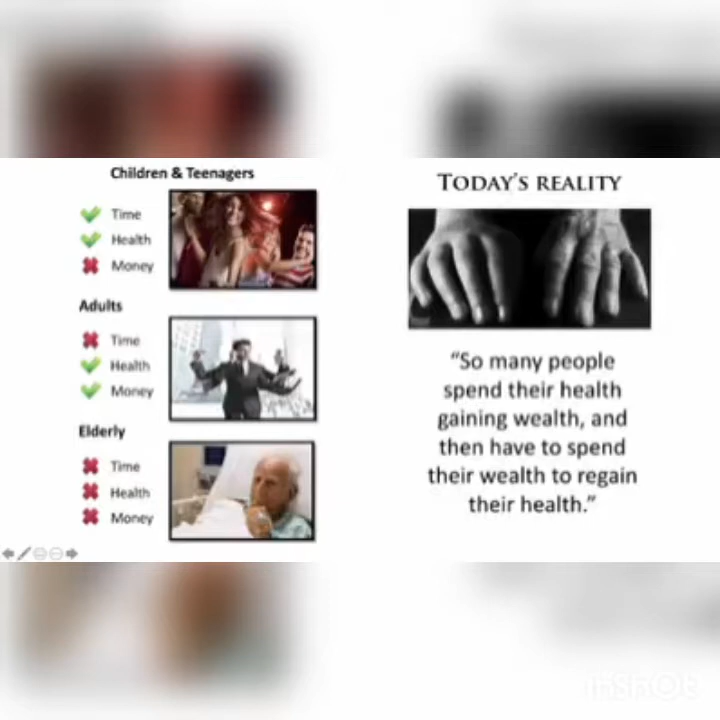 Children & Teenagers
Time
Health
Money
Adults
Time
Health
Money
Elderly
Time
Health
Money
TODAY'S REALITY
“So many people
spend their health
gaining wealth, and
then have to spend
their wealth to regain
their health.”
InShOt